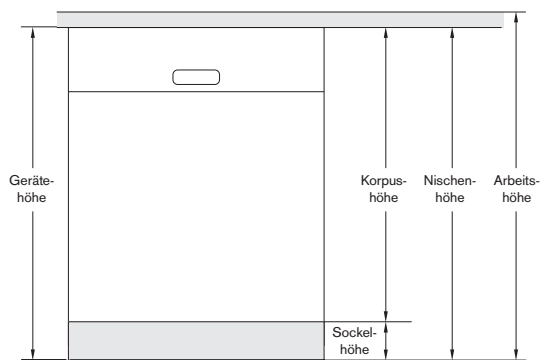 Geräte-
höhe
Korpus-
höhe
Nischen-
höhe
Arbeits-
höhe
Sockel-
höhe